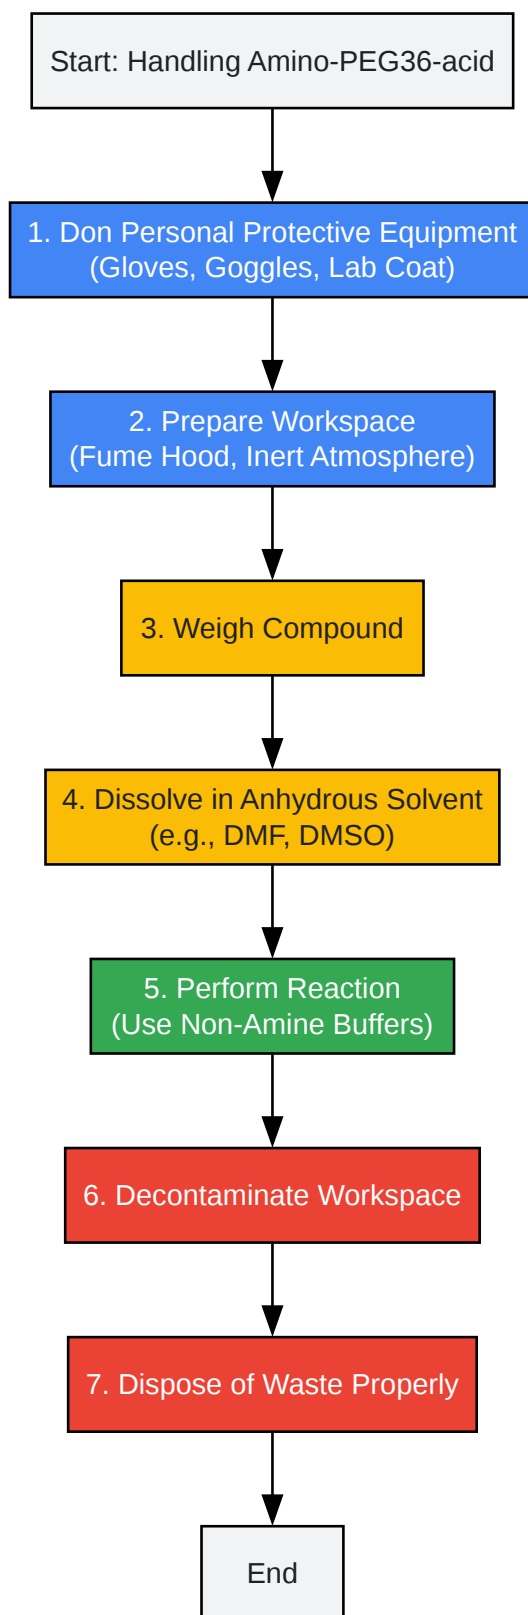 Start: Handling Amino-PEG36-acid
1. Don Personal Protective Equipment
(Gloves, Goggles, Lab Coat)
2. Prepare Workspace
(Fume Hood, Inert Atmosphere)
3. Weigh Compound
4. Dissolve in Anhydrous Solvent
(e.g., DMF, DMSO)
5. Perform Reaction
(Use Non-Amine Buffers)
6. Decontaminate Workspace
7. Dispose of Waste Properly
End